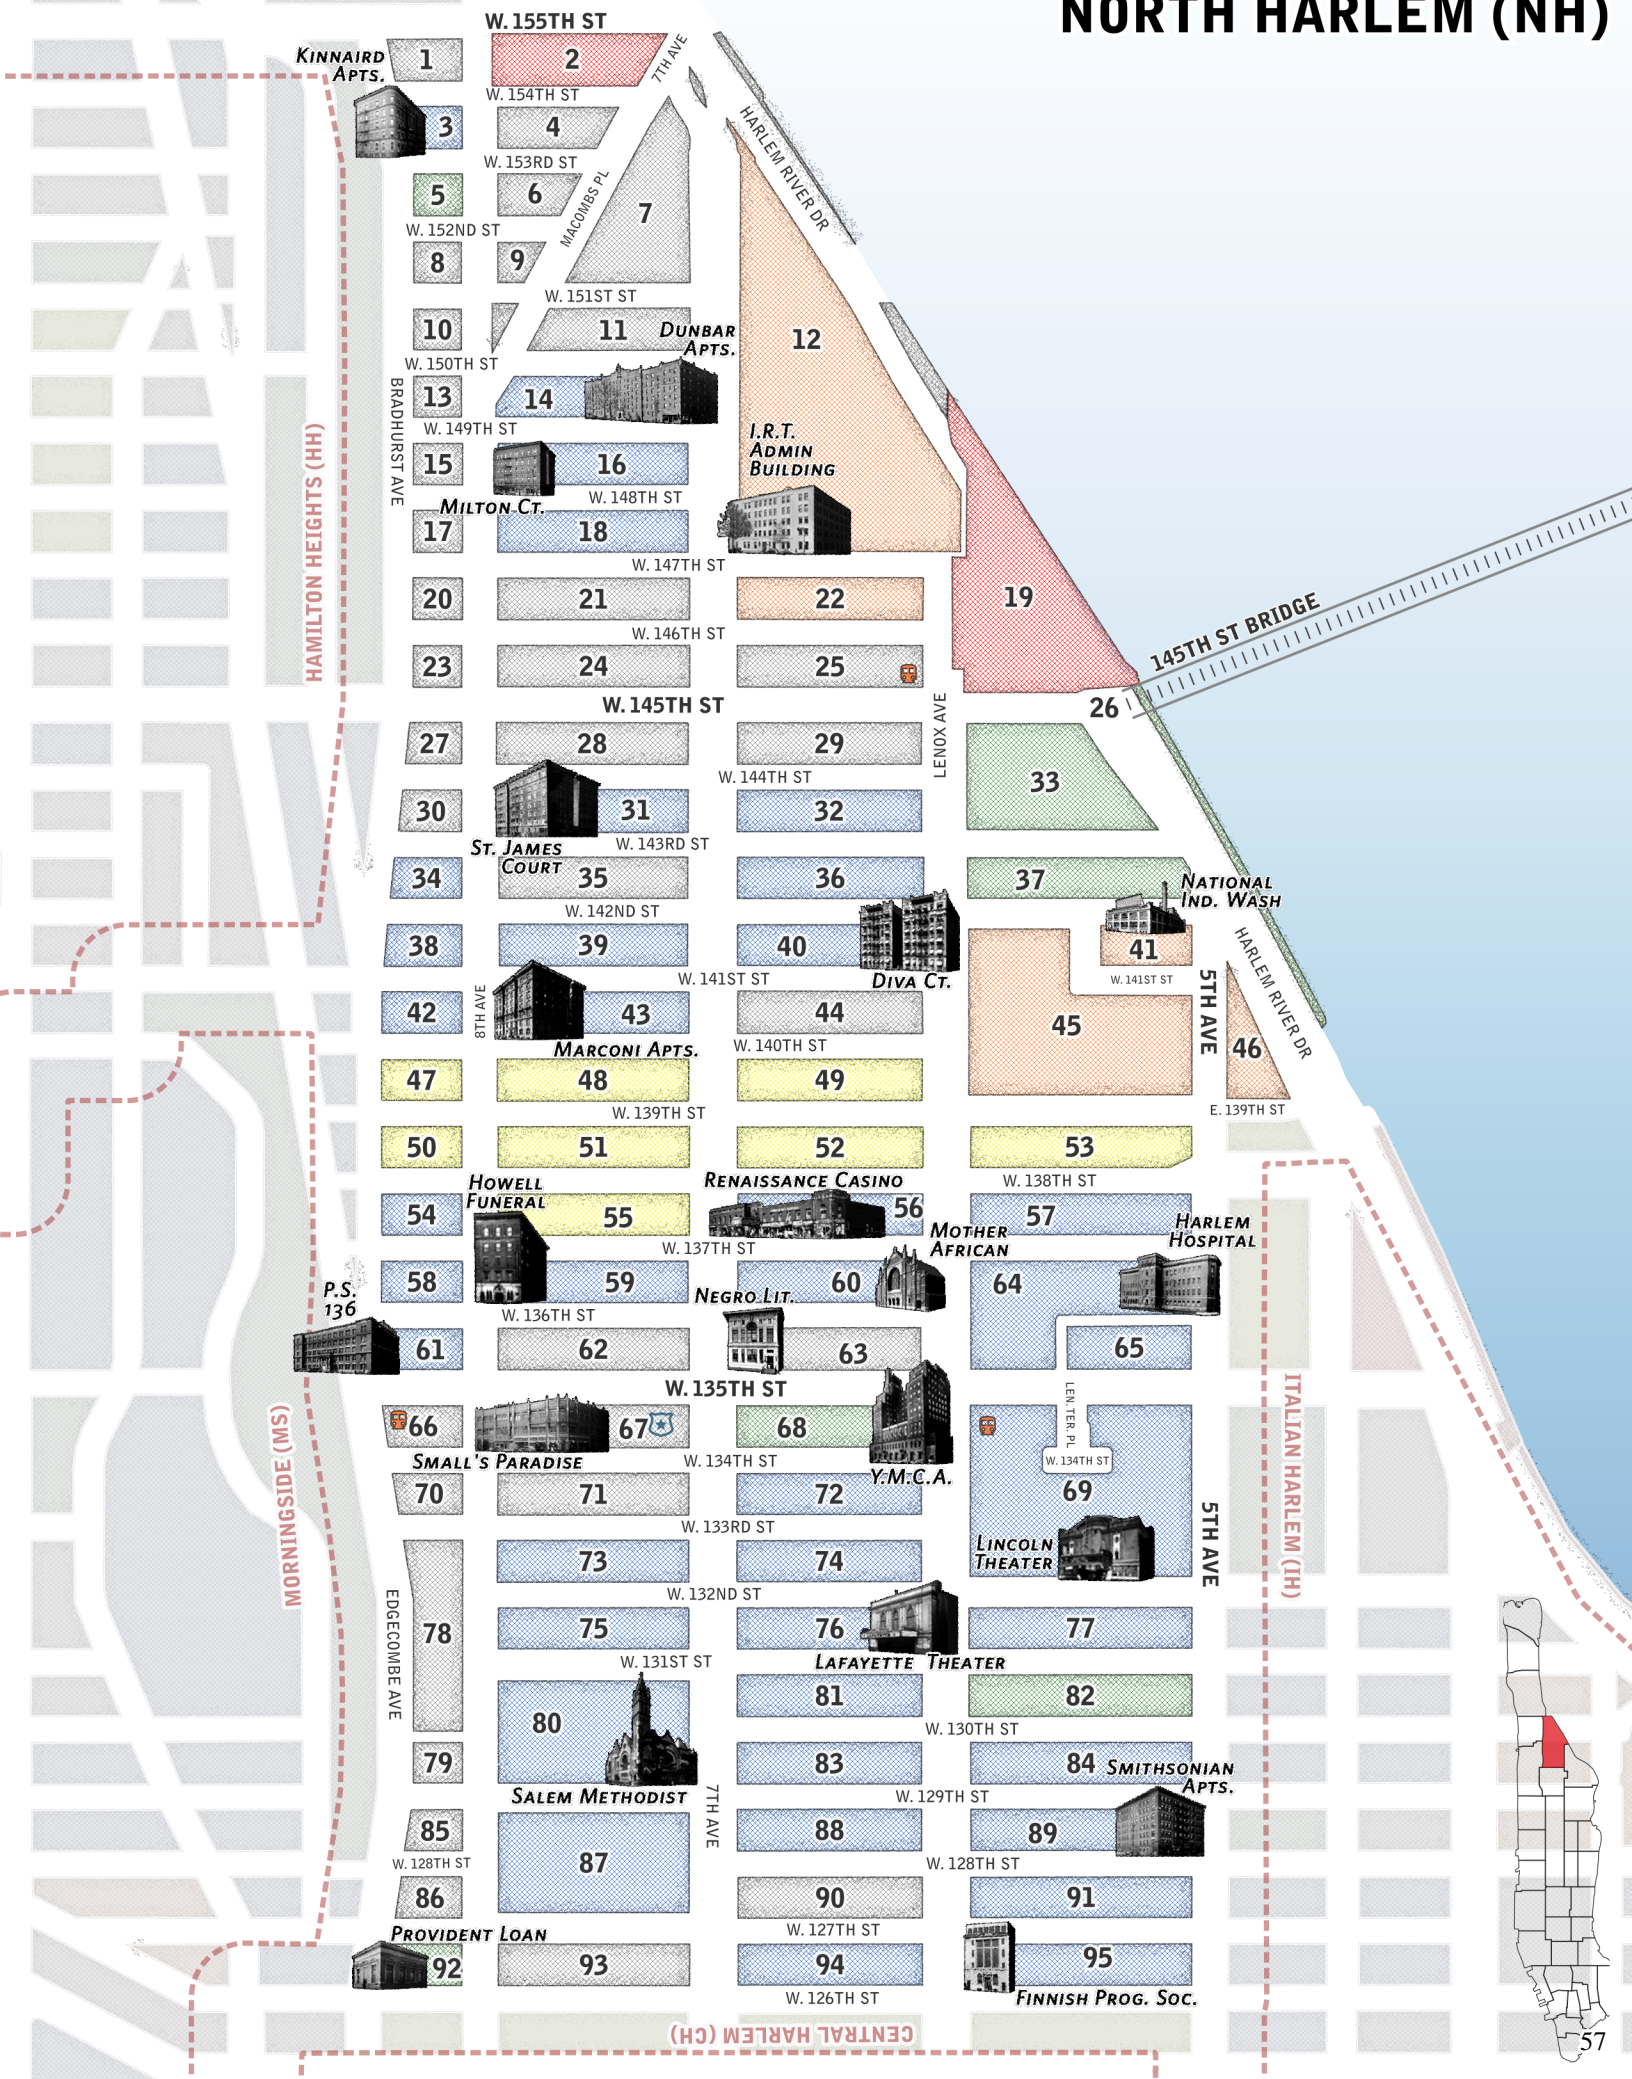 NORTH HARLEM (NH)
W. 155TH ST
KINNAIRD
APTS.
1
2
7TH AVE
W. 154TH ST
3
4
HARLEM RIVER DR
W. 153RD ST
5
6
MACOMBS PL
7
W. 152ND ST
8
9
W. 151ST ST
10
11
DUNBAR
APTS.
12
W. 150TH ST
BRADHURST AVE
13
14
W. 149TH ST
I.R.T.
ADMIN
BUILDING
15
16
W. 148TH ST
MILTON CT.
17
18
HAMILTON HEIGHTS (HH)
W. 147TH ST
19
20
21
22
145TH ST BRIDGE
W. 146TH ST
23
24
25
W. 145TH ST
26
LENOX AVE
27
28
29
W. 144TH ST
33
30
31
32
W. 143RD ST
ST. JAMES
COURT
34
35
36
37
NATIONAL
IND. WASH
W. 142ND ST
38
39
40
41
HARLEM RIVER DR
W. 141ST ST
W. 141ST ST
DIVA CT.
5TH AVE
8TH AVE
42
43
44
45
46
MARCONI APTS.
W. 140TH ST
47
48
49
W. 139TH ST
E. 139TH ST
50
51
52
53
HOWELL
FUNERAL
RENAISSANCE CASINO
W. 138TH ST
54
55
56
57
MOTHER
AFRICAN
HARLEM
HOSPITAL
W. 137TH ST
58
59
60
64
P.S.
136
NEGRO LIT.
W. 136TH ST
61
62
63
65
W. 135TH ST
LEN. TER. PL
ITALIAN HARLEM (IH)
MORNINGSIDE (MS)
66
67
68
SMALL'S PARADISE
W. 134TH ST
W. 134TH ST
Y.M.C.A.
69
70
71
72
5TH AVE
W. 133RD ST
LINCOLN
THEATER
73
74
W. 132ND ST
EDGECOMBE AVE
78
75
76
77
W. 131ST ST
LAFAYETTE THEATER
80
81
82
W. 130TH ST
79
83
84
SMITHSONIAN
APTS.
SALEM METHODIST
7TH AVE
W. 129TH ST
85
88
89
W. 128TH ST
87
W. 128TH ST
86
90
91
PROVIDENT LOAN
W. 127TH ST
92
93
94
95
W. 126TH ST
FINNISH PROG. SOC.
CENTRAL HARLEM (CH)
57